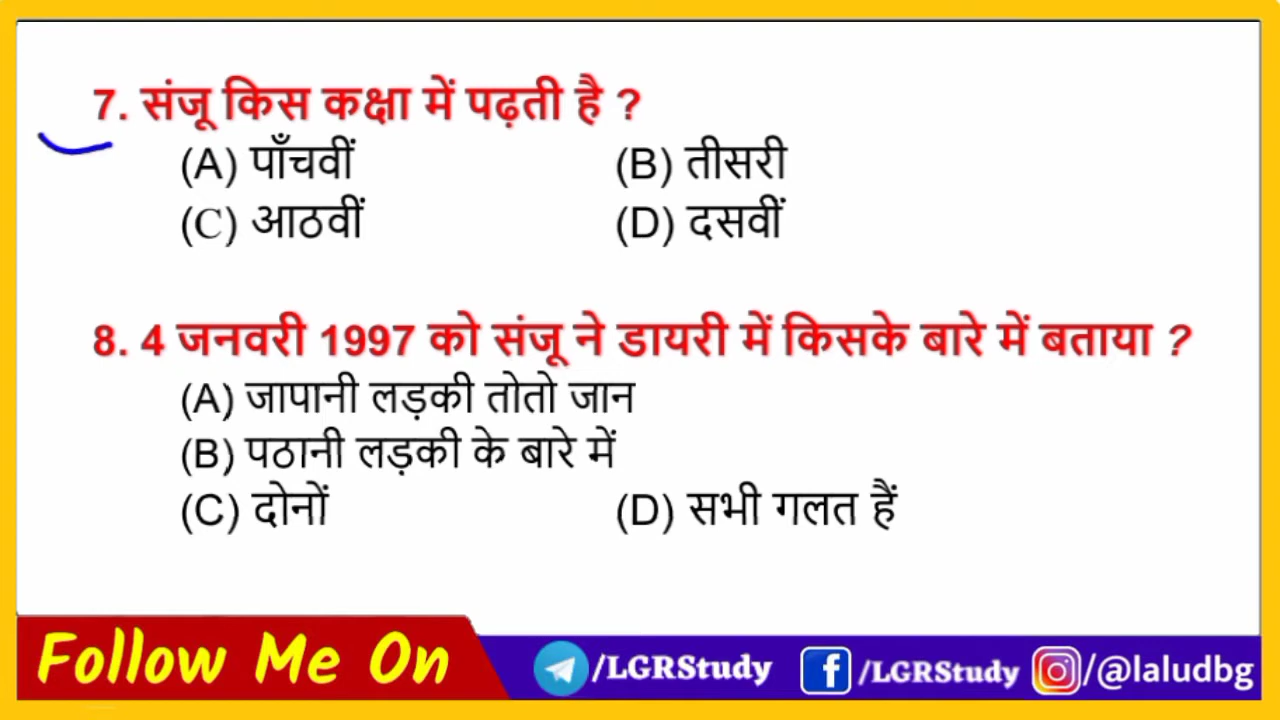 7. संजू किस कक्षा में पढ़ती है ?
(A) पाँचवीं (B) तीसरी
(C) आठवीं (D) दसवीं
8. 4 जनवरी 1997 को संजू ने डायरी में किसके बारे में बताया ?
(A) जापानी लड़की तोतो जान
(B) पठानी लड़की के बारे में
(C) दोनों (D) सभी गलत हैं
Follow Me On /LGRStudy /LGRStudy /@laludbg